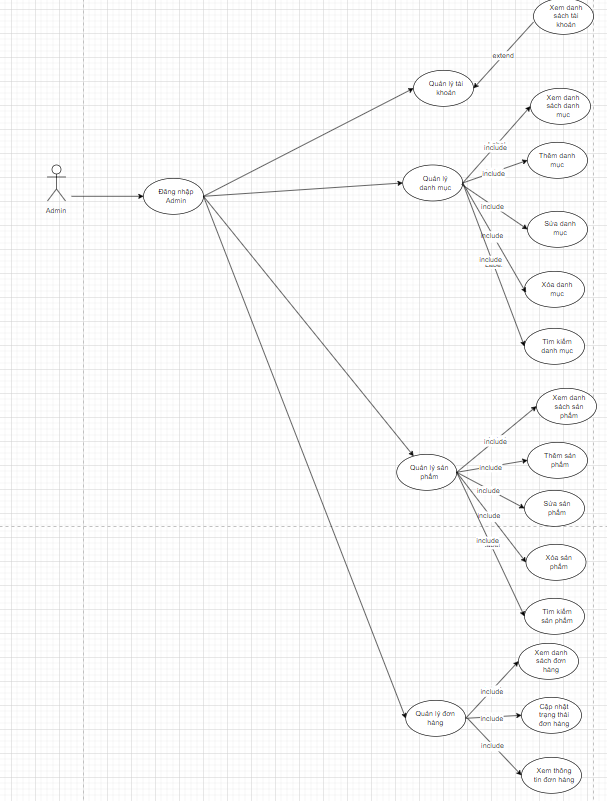 Xem danh
sách tài
khoản
extend
Quản lý tài
khoản
Xem danh
sách danh
mục
include
Thêm danh
mục
include
Quản lý
danh mục
include
Sửa danh
mục
include
include
Xóa danh
mục
Tìm kiếm
danh mục
Đăng nhập
Admin
Admin
Xem danh
sách sản
phẩm
include
Thêm sản
phẩm
include
Quản lý sản
phẩm
include
Sửa sản
phẩm
include
include
Xóa sản
phẩm
Tìm kiếm
sản phẩm
Xem danh
sách đơn
hàng
include
Quản lý đơn
hàng
include
Cập nhật
trạng thái
đơn hàng
include
Xem thông
tin đơn hàng